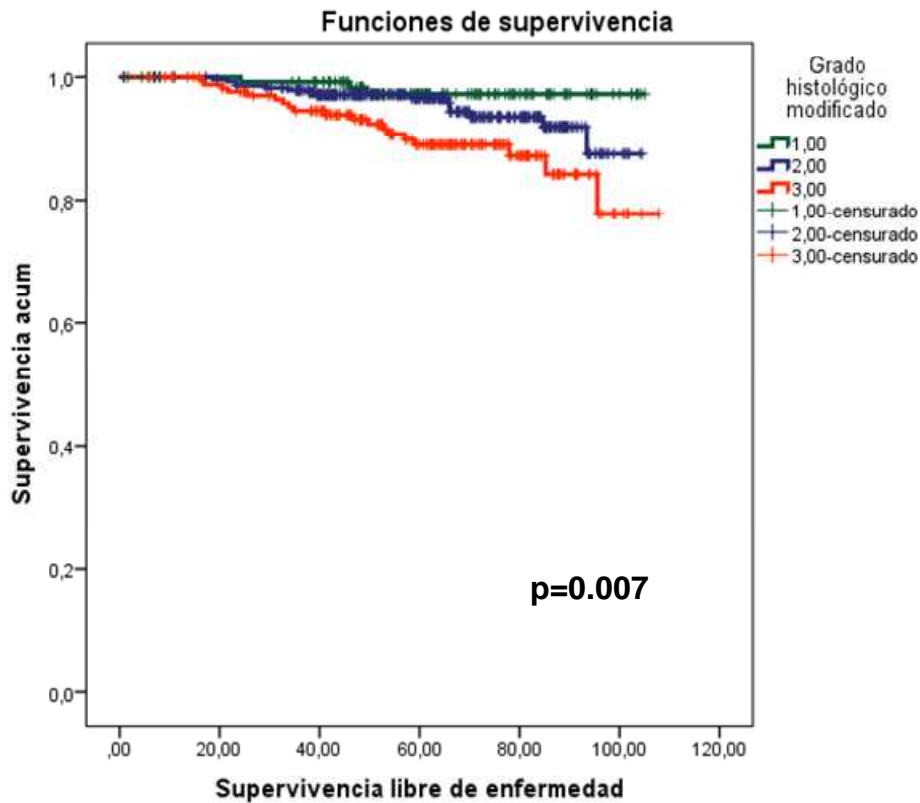 Funciones de supervivencia
Supervivencia acum
1,0
0,8
0,6
0,4
0,2
0,0
p=0.007
,00
20,00
40,00
60,00
80,00
100,00
120,00
Supervivencia libre de enfermedad
Grado
histológico
modificado
1,00
2,00
3,00
1,00-censurado
2,00-censurado
3,00-censurado